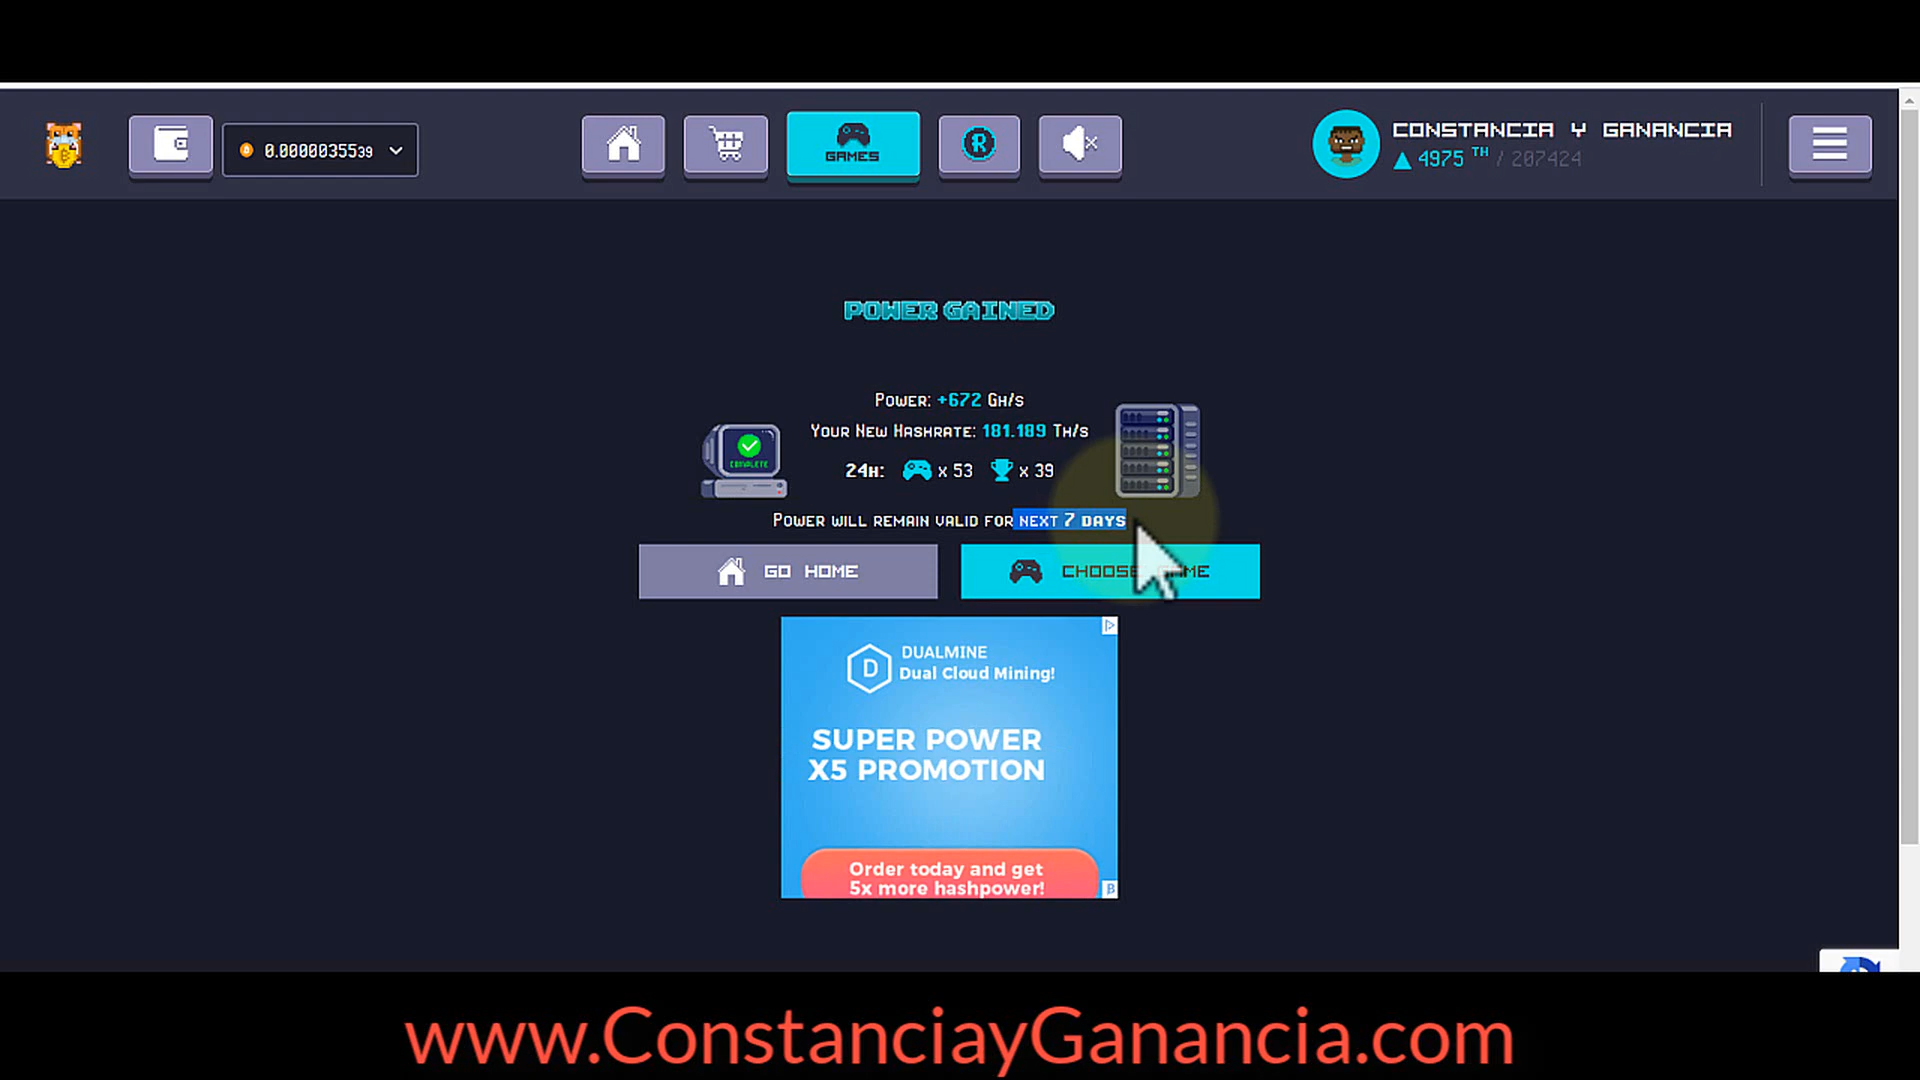 0.0000035539
GAMES
R
CONSTANCIA Y GANANCIA
4975 TH / 207424
POWER GAINED
POWER: +672 GH/S
YOUR NEW HASHRATE: 181.189 TH/S
COMPLETE
24H: x 53 x 39
POWER WILL REMAIN VALID FOR NEXT 7 DAYS
GO HOME
CHOOSE
D
DUALMINE
Dual Cloud Mining!
SUPER POWER
X5 PROMOTION
Order today and get
5x more hashpower!
www.ConstanciayGanancia.com